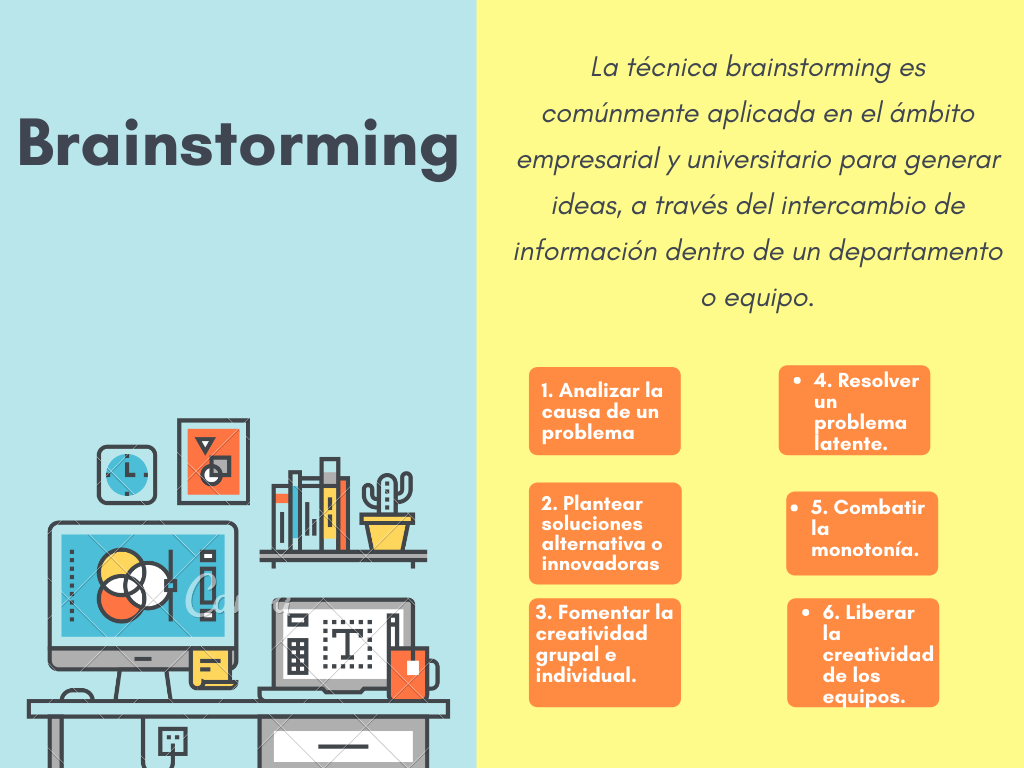 Brainstorming
La técnica brainstorming es
comúnmente aplicada en el ámbito
empresarial y universitario para generar
ideas, a través del intercambio de
información dentro de un departamento
o equipo.
1. Analizar la
causa de un
problema
2. Plantear
soluciones
alternativa o
innovadoras
3. Fomentar la
creatividad
grupal e
individual.
• 4. Resolver
un
problema
latente.
• 5. Combatir
la
monotonía.
• 6. Liberar
la
creatividad
de los
equipos.
Canva
T